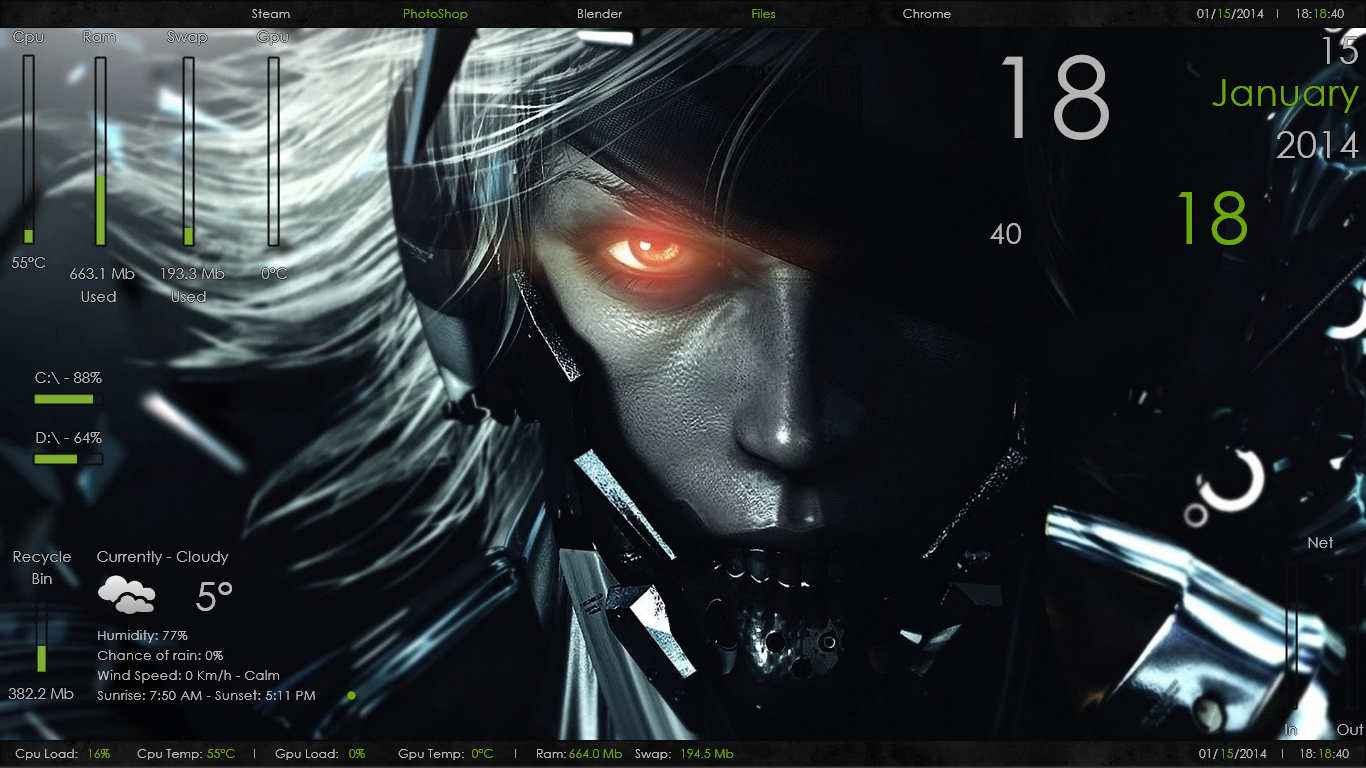 Steam PhotoShop Blender Files Chrome 01/15/2014 | 18:18:40
Cpu Ram Swap Gpu
55°C 663.1 Mb Used 193.3 Mb Used 0°C
18
15
January
2014
18
40
C:\ - 88%
D:\ - 64%
Recycle Bin
382.2 Mb
Currently - Cloudy
5°
Humidity: 77%
Chance of rain: 0%
Wind Speed: 0 Km/h - Calm
Sunrise: 7:50 AM - Sunset: 5:11 PM
Net
In Out
Cpu Load: 16% Cpu Temp: 55°C | Gpu Load: 0% Gpu Temp: 0°C | Ram: 664.0 Mb Swap: 194.5 Mb 01/15/2014 | 18:18:40